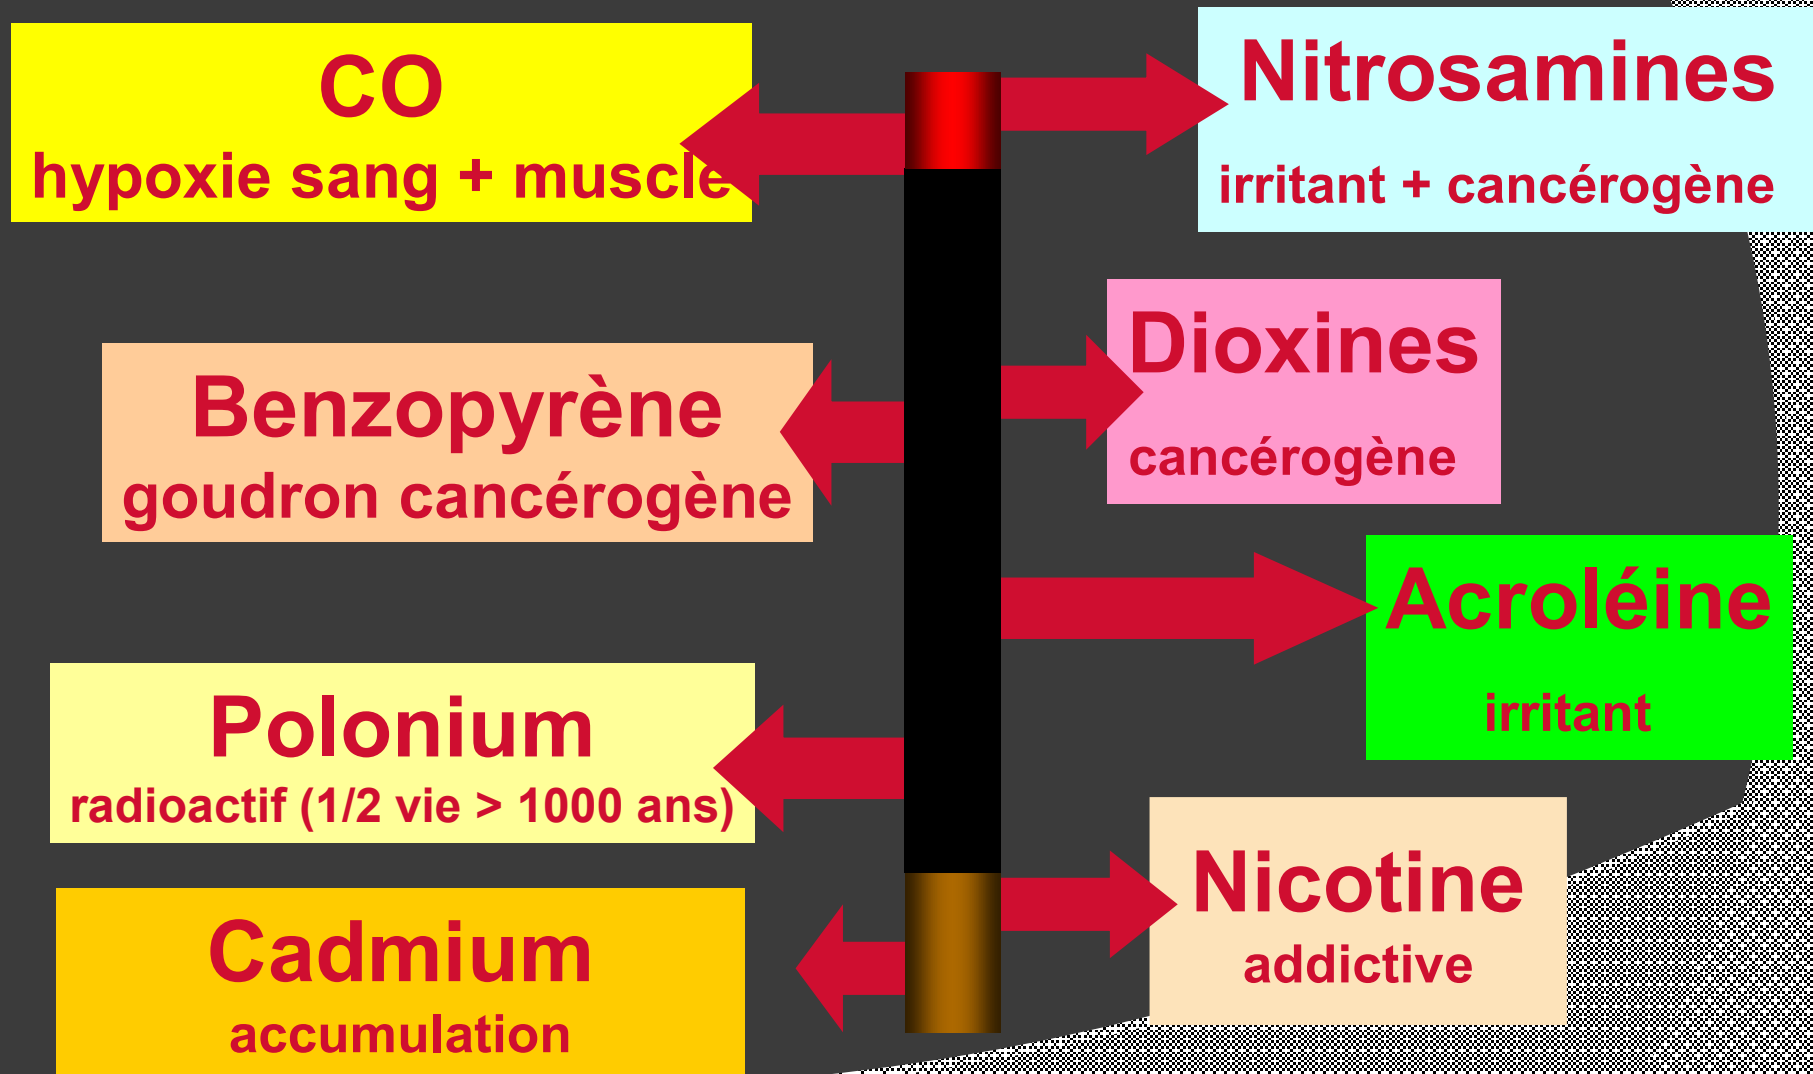 CO
hypoxie sang + muscle
Nitrosamines
irritant + cancérogène
Dioxines
cancérogène
Benzopyrène
goudron cancérogène
Acroléine
irritant
Polonium
radioactif (1/2 vie > 1000 ans)
Nicotine
addictive
Cadmium
accumulation